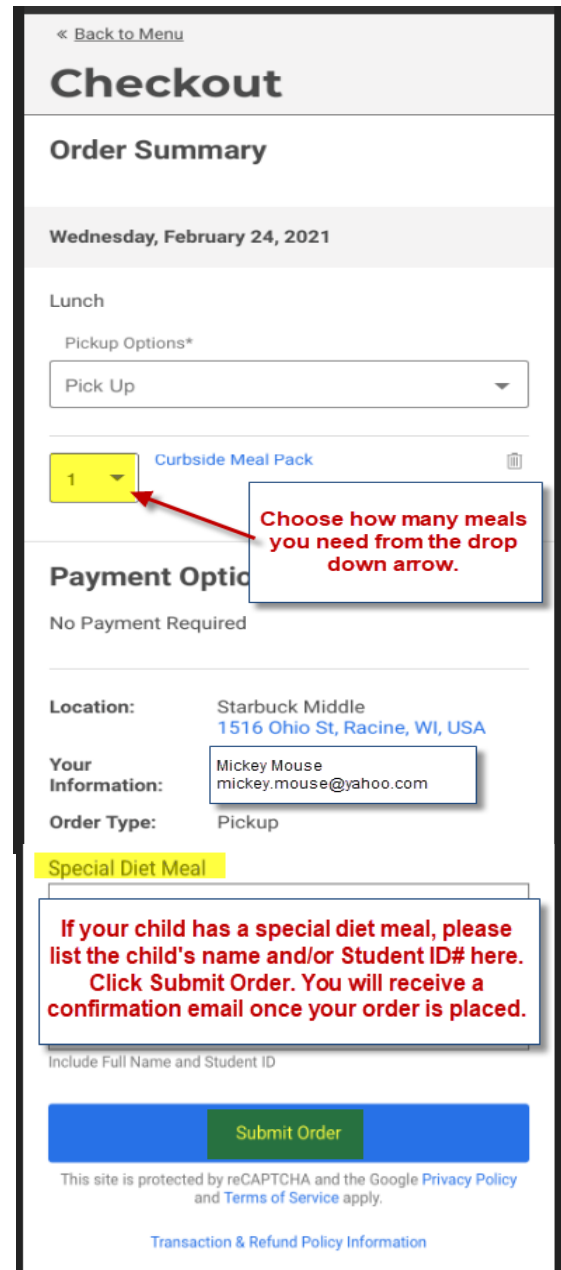 « Back to Menu
Checkout
Order Summary
Wednesday, February 24, 2021
Lunch
Pickup Options*
Pick Up
1
Curbside Meal Pack
Choose how many meals
you need from the drop
down arrow.
Payment Optio
No Payment Required
Location:
Starbuck Middle
1516 Ohio St, Racine, WI, USA
Your
Information:
Mickey Mouse
mickey.mouse@yahoo.com
Order Type:
Pickup
Special Diet Meal
If your child has a special diet meal, please
list the child's name and/or Student ID# here.
Click Submit Order. You will receive a
confirmation email once your order is placed.
Include Full Name and Student ID
Submit Order
This site is protected by reCAPTCHA and the Google Privacy Policy
and Terms of Service apply.
Transaction & Refund Policy Information